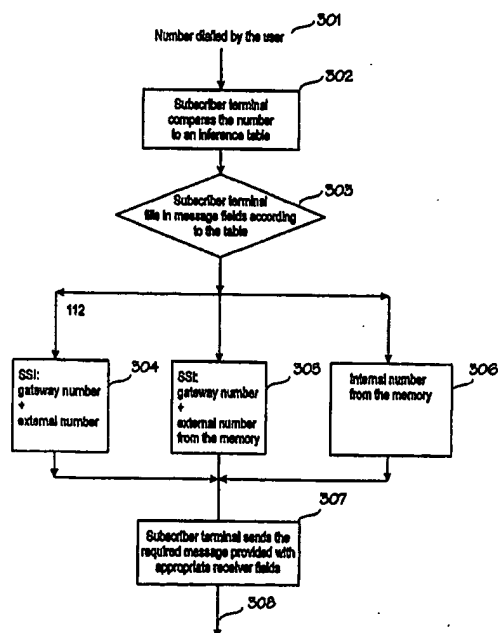 301
Number dialled by the user
302
Subscriber terminal
compares the number
to an inference table
303
Subscriber terminal
fills in message fields according
to the table
112
304
SSI:
gateway number
+
external number
305
SSI:
gateway number
+
external number
from the memory
306
Internal number
from the memory
307
Subscriber terminal sends the
required message provided with
appropriate receiver fields
308